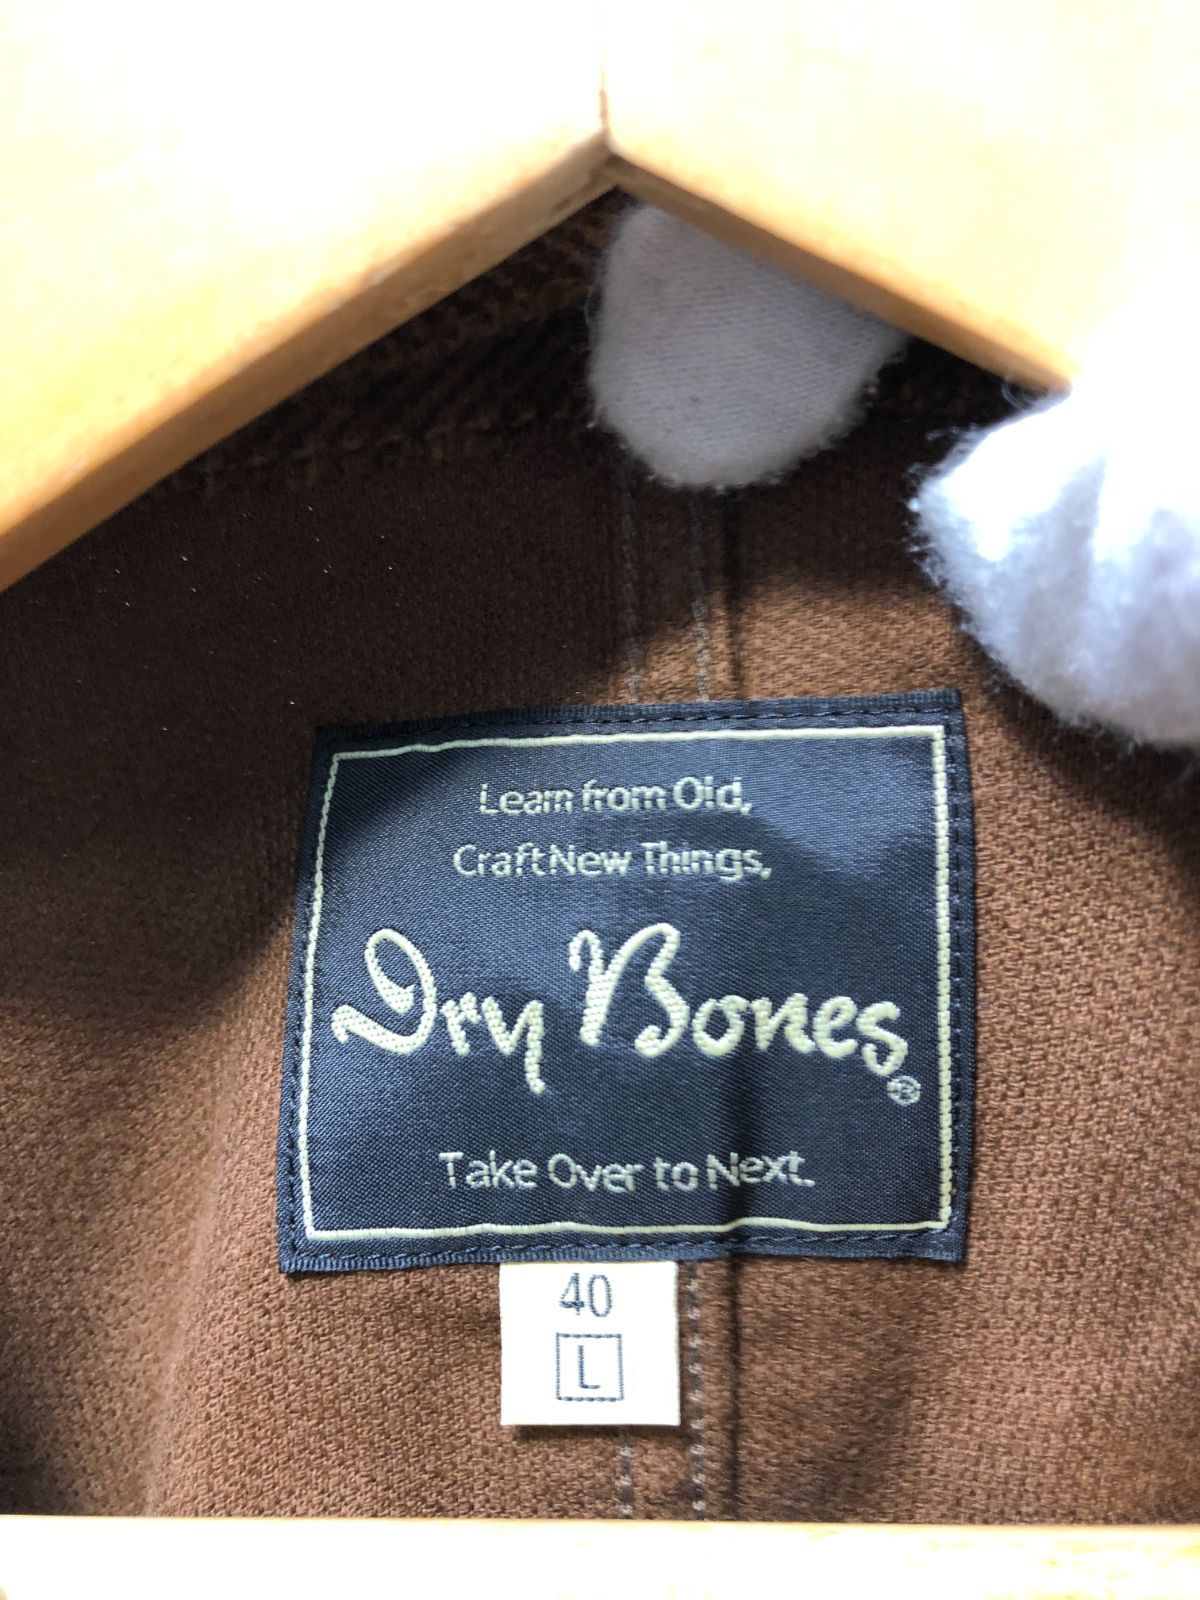 Learn from Old,
Craft New Things,
Dry Bones®
Take Over to Next.
40
L